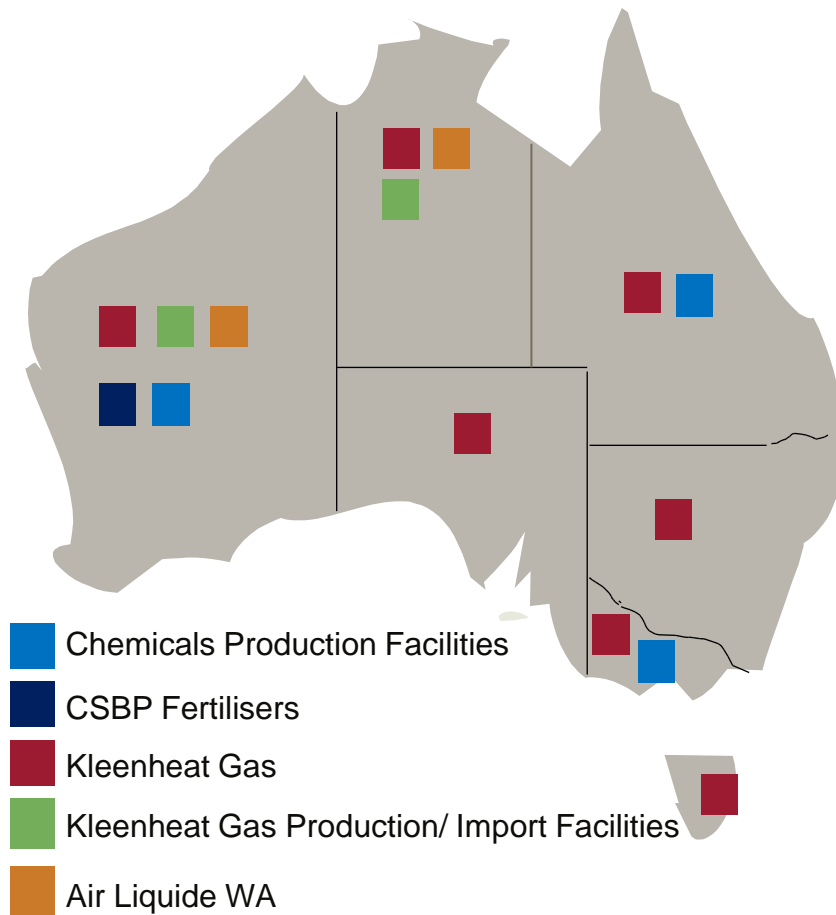 Chemicals Production Facilities
CSBP Fertilisers
Kleenheat Gas
Kleenheat Gas Production/ Import Facilities
Air Liquide WA